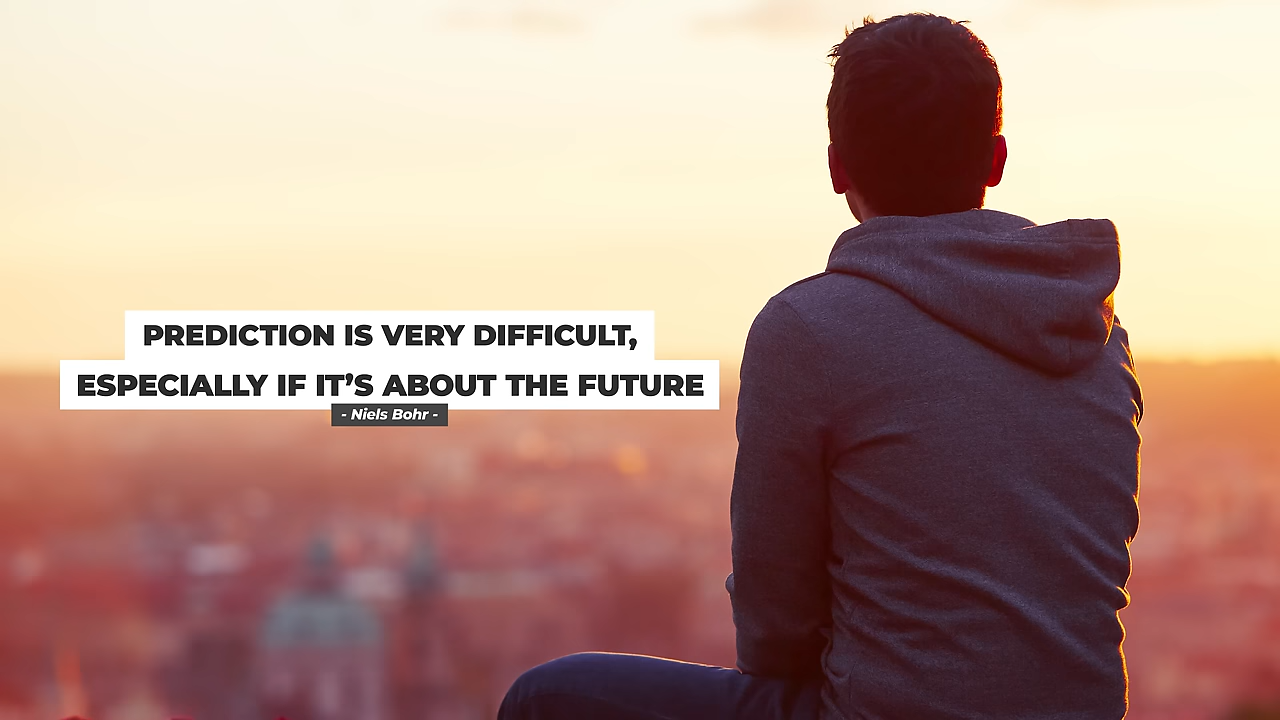 PREDICTION IS VERY DIFFICULT,
ESPECIALLY IF IT’S ABOUT THE FUTURE
- Niels Bohr -